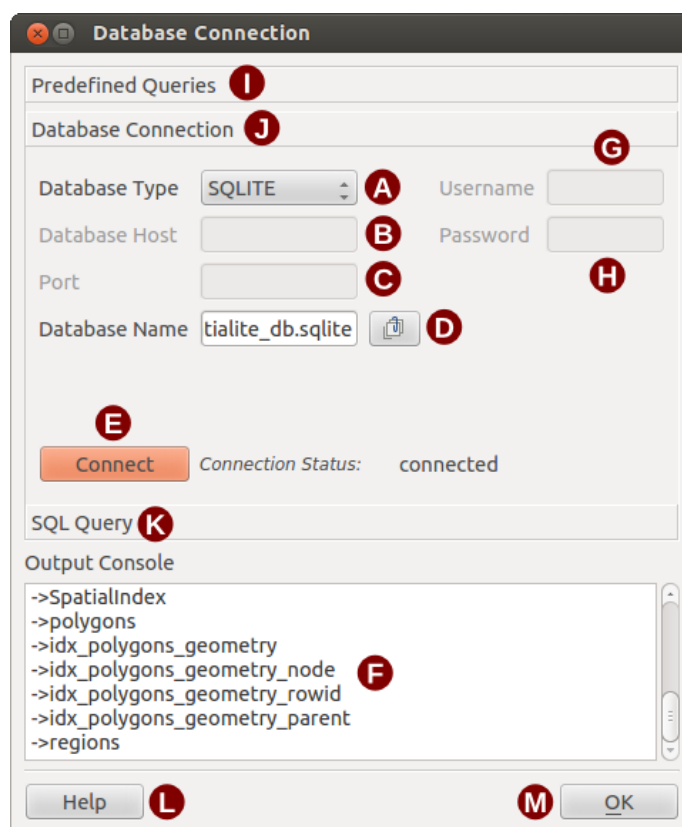 Database Connection
Predefined Queries I
Database Connection J
G
Database Type SQLITE A Username
Database Host B Password
Port C H
Database Name tialite_db.sqlite D
E
Connect Connection Status: connected
SQL Query K
Output Console
->SpatialIndex
->polygons
->idx_polygons_geometry
->idx_polygons_geometry_node F
->idx_polygons_geometry_rowid
->idx_polygons_geometry_parent
->regions
Help L M OK